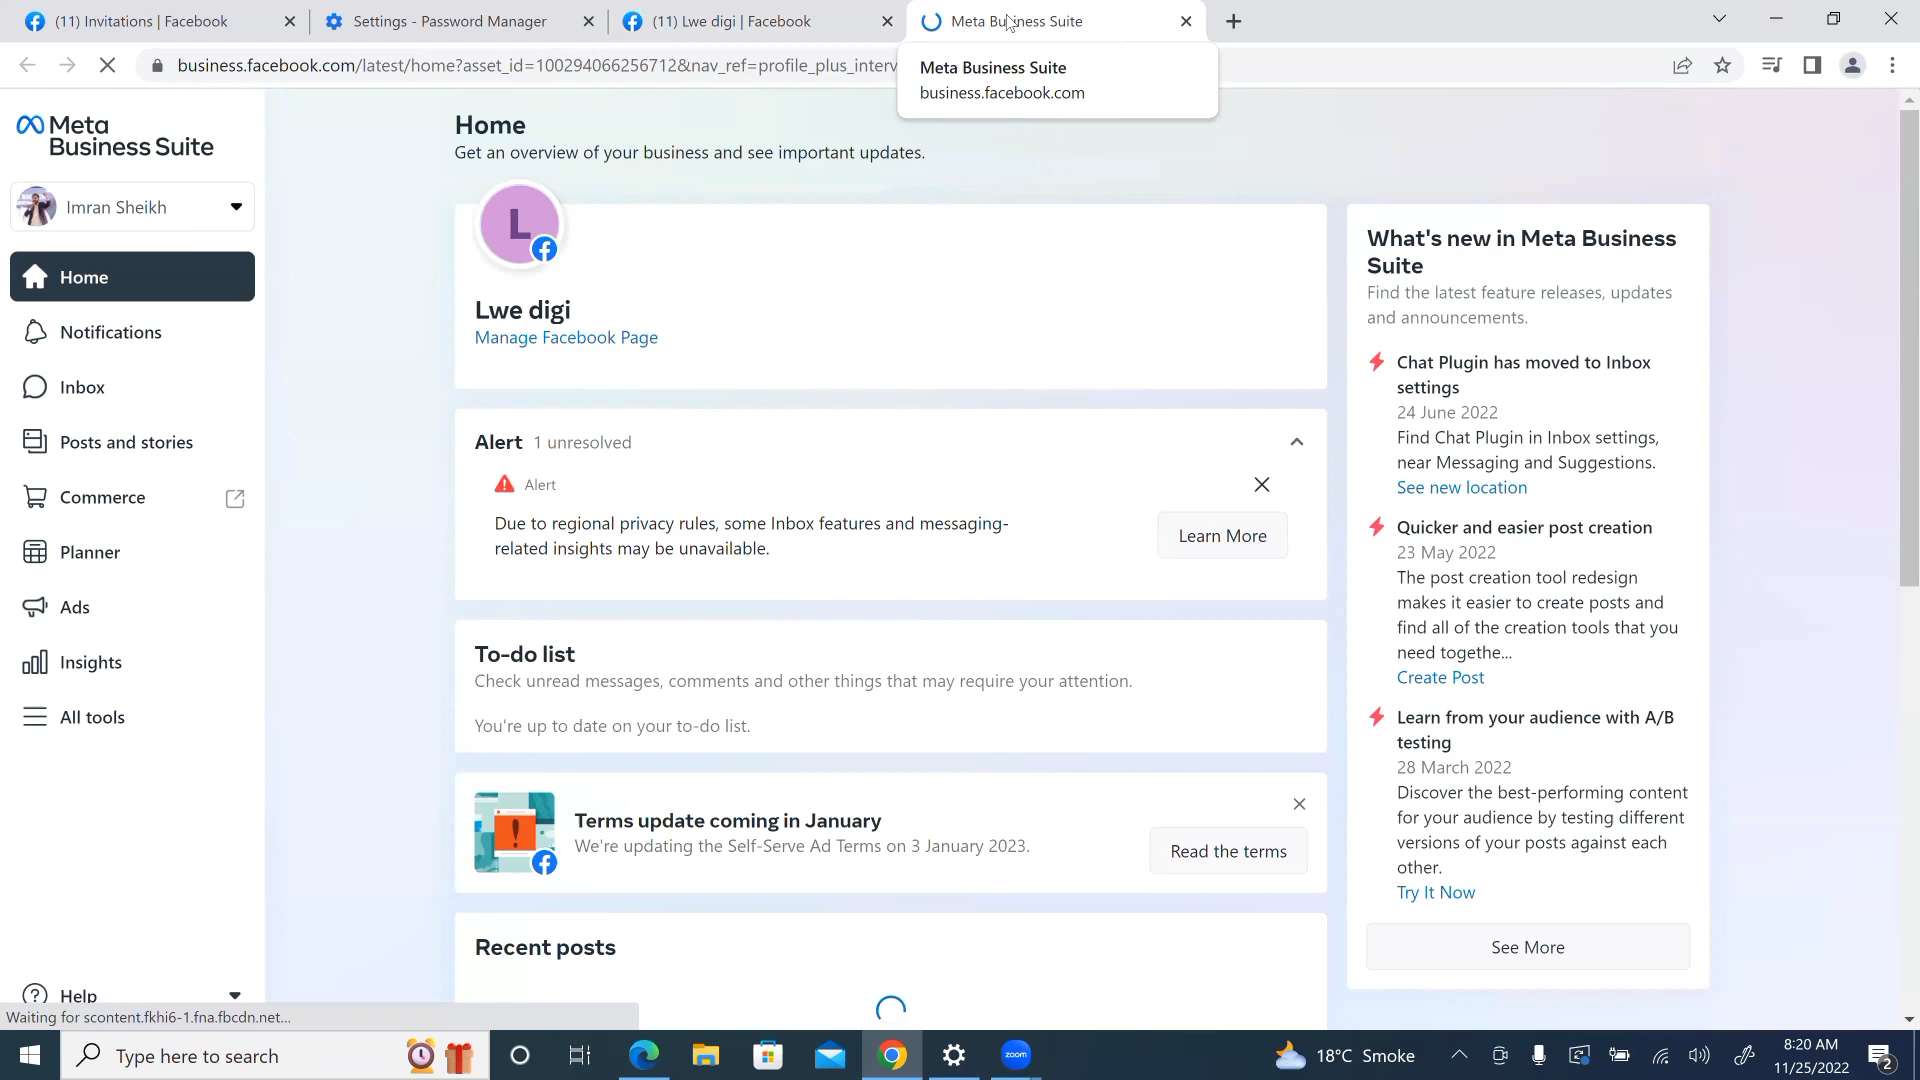 (11) Invitations | Facebook
Settings - Password Manager
(11) Lwe digi | Facebook
Meta Business Suite
business.facebook.com/latest/home?asset_id=100294066256712&nav_ref=profile_plus_interv
Meta Business Suite
business.facebook.com
Meta
Business Suite
Imran Sheikh
Home
Notifications
Inbox
Posts and stories
Commerce
Planner
Ads
Insights
All tools
Help
Waiting for scontent.fkhi6-1.fna.fbcdn.net...
Home
Get an overview of your business and see important updates.
L
Lwe digi
Manage Facebook Page
Alert 1 unresolved
Alert
Due to regional privacy rules, some Inbox features and messaging-
related insights may be unavailable.
Learn More
To-do list
Check unread messages, comments and other things that may require your attention.
You're up to date on your to-do list.
Terms update coming in January
We're updating the Self-Serve Ad Terms on 3 January 2023.
Read the terms
Recent posts
What's new in Meta Business
Suite
Find the latest feature releases, updates
and announcements.
Chat Plugin has moved to Inbox
settings
24 June 2022
Find Chat Plugin in Inbox settings,
near Messaging and Suggestions.
See new location
Quicker and easier post creation
23 May 2022
The post creation tool redesign
makes it easier to create posts and
find all of the creation tools that you
need togethe...
Create Post
Learn from your audience with A/B
testing
28 March 2022
Discover the best-performing content
for your audience by testing different
versions of your posts against each
other.
Try It Now
See More
Type here to search
zoom
18°C Smoke
8:20 AM
11/25/2022
2